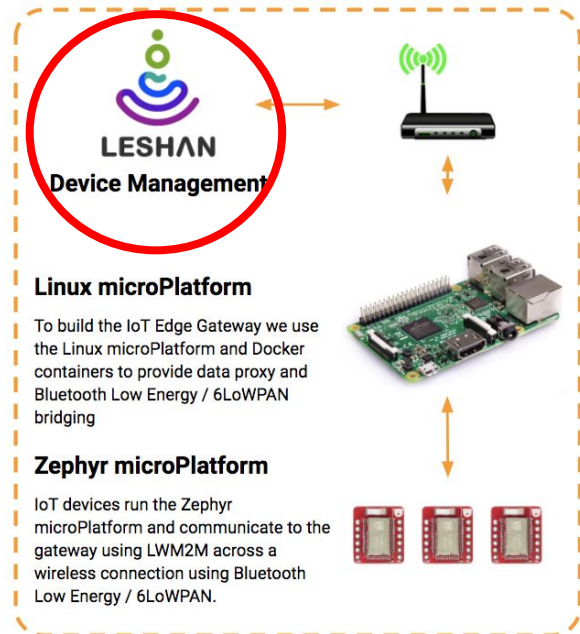 LESHAN
Device Management
Linux microPlatform
To build the IoT Edge Gateway we use
the Linux microPlatform and Docker
containers to provide data proxy and
Bluetooth Low Energy / 6LoWPAN
bridging
Zephyr microPlatform
IoT devices run the Zephyr
microPlatform and communicate to the
gateway using LWM2M across a
wireless connection using Bluetooth
Low Energy / 6LoWPAN.